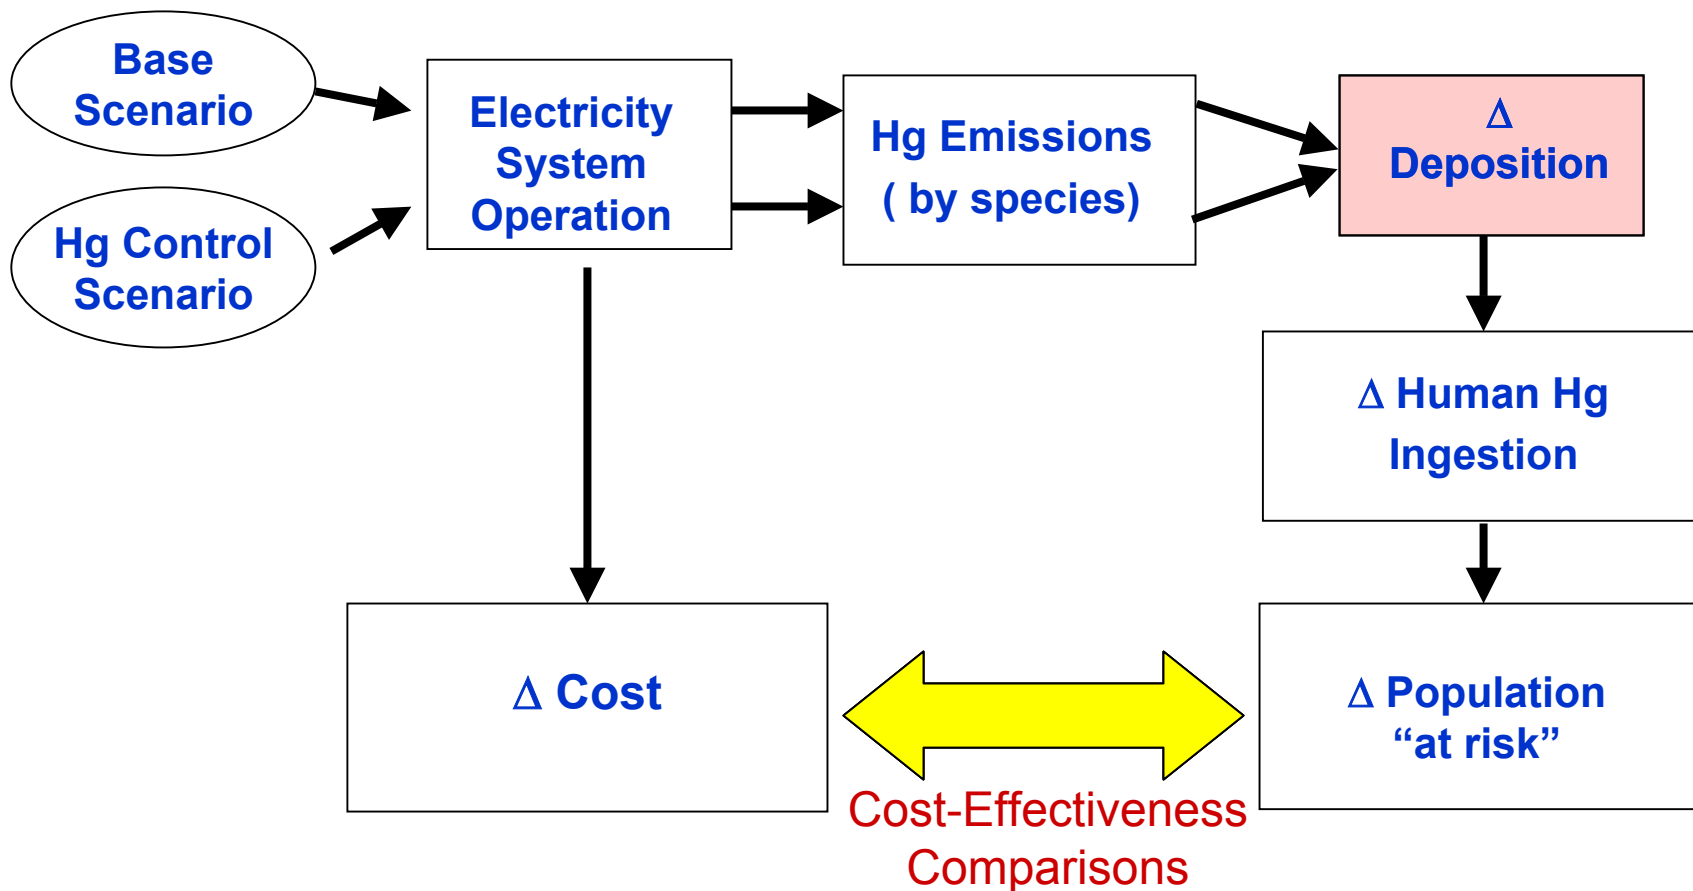 Base
Scenario
Hg Control
Scenario
Electricity
System
Operation
Hg Emissions
( by species)
Δ
Deposition
Δ Human Hg
Ingestion
Δ Cost
Δ Population
“at risk”
Cost-Effectiveness
Comparisons